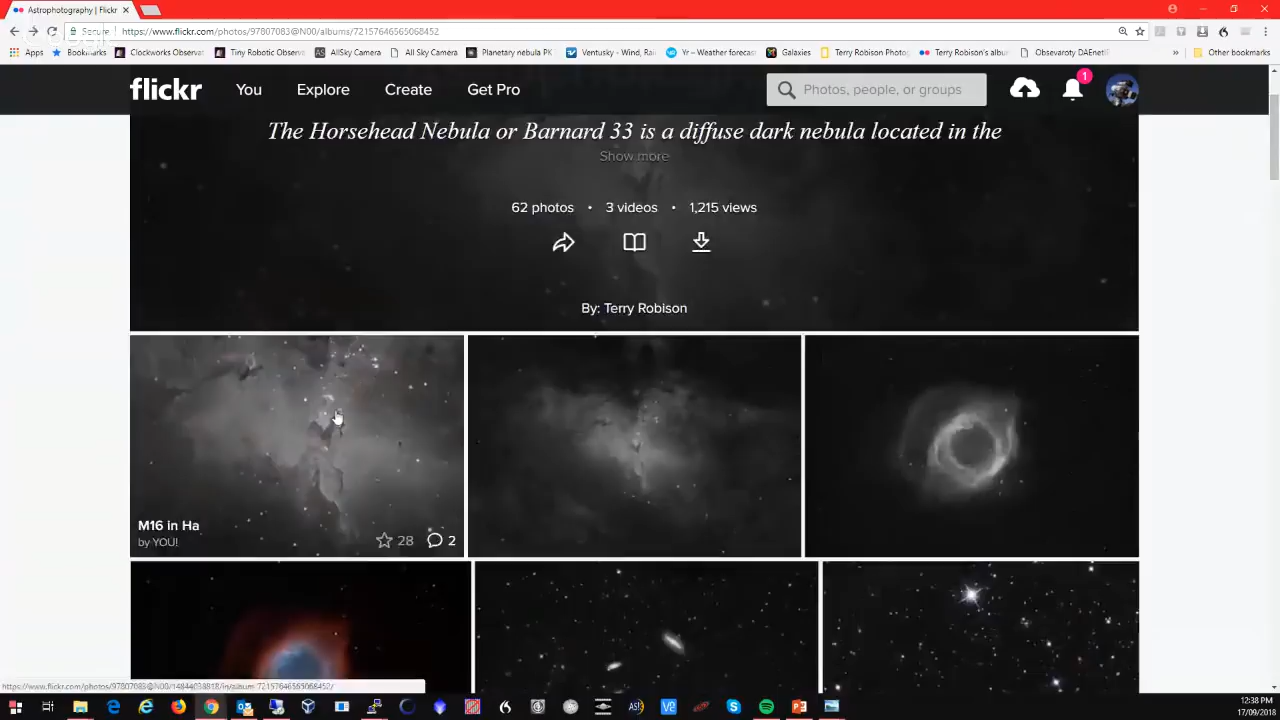 Astrophotography | Flickr
Secure https://www.flickr.com/photos/97807083@N00/albums/72157646565068452
Apps Bookmarks Clockworks Observat Tiny Robotic Observa AllSky Camera All Sky Camera Planetary nebula PK Ventusky - Wind, Rai Yr – Weather forecast Galaxies Terry Robison Photog Terry Robison's albu Observaroty DAEnetIF » Other bookmarks
flickr You Explore Create Get Pro Photos, people, or groups 1
The Horsehead Nebula or Barnard 33 is a diffuse dark nebula located in the
Show more
62 photos • 3 videos • 1,215 views
By: Terry Robison
M16 in Ha
by YOU!
28 2
12:38 PM
17/09/2018